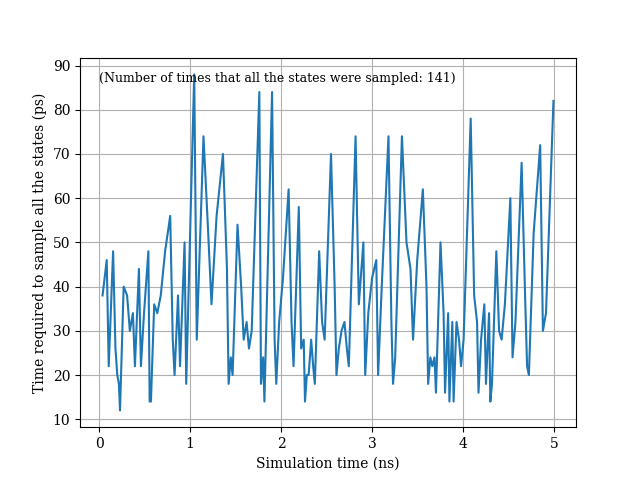 (Number of times that all the states were sampled: 141)
Time required to sample all the states (ps)
90
80
70
60
50
40
30
20
10
0 1 2 3 4 5
Simulation time (ns)